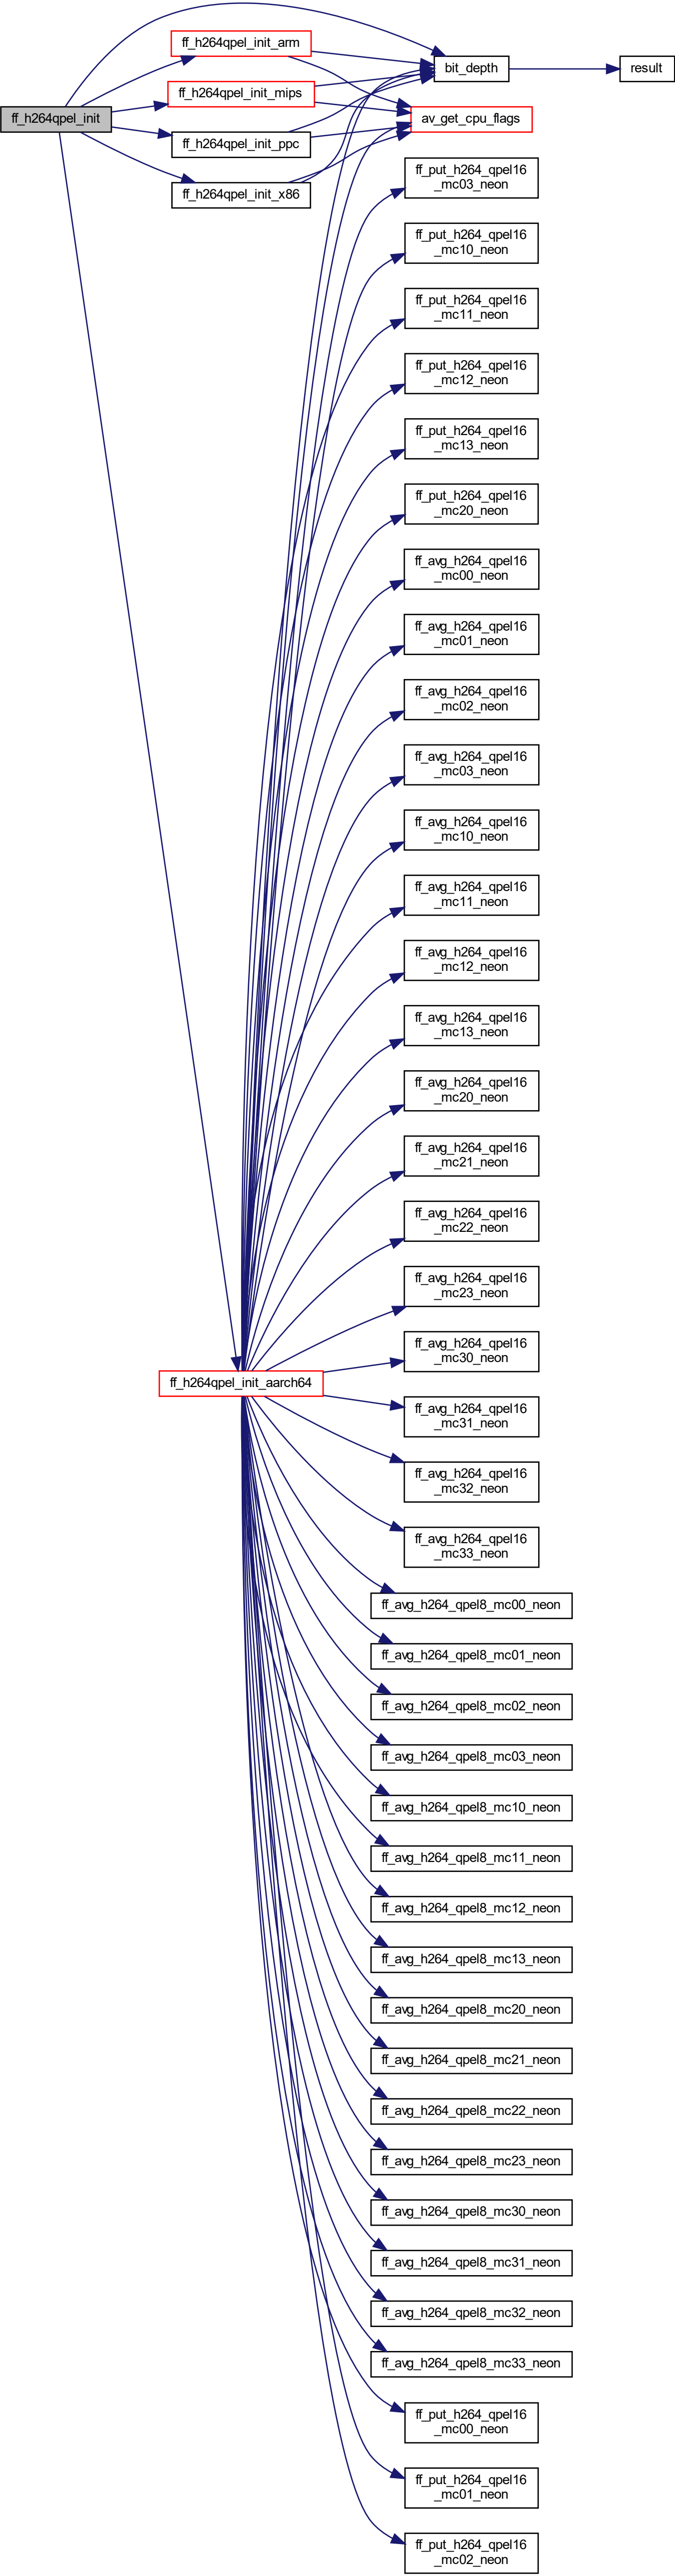 ff_h264qpel_init_arm
bit_depth
result
ff_h264qpel_init_mips
ff_h264qpel_init
av_get_cpu_flags
ff_h264qpel_init_ppc
ff_h264qpel_init_x86
ff_put_h264_qpel16
_mc03_neon
ff_put_h264_qpel16
_mc10_neon
ff_put_h264_qpel16
_mc11_neon
ff_put_h264_qpel16
_mc12_neon
ff_put_h264_qpel16
_mc13_neon
ff_put_h264_qpel16
_mc20_neon
ff_avg_h264_qpel16
_mc00_neon
ff_avg_h264_qpel16
_mc01_neon
ff_avg_h264_qpel16
_mc02_neon
ff_avg_h264_qpel16
_mc03_neon
ff_avg_h264_qpel16
_mc10_neon
ff_avg_h264_qpel16
_mc11_neon
ff_avg_h264_qpel16
_mc12_neon
ff_avg_h264_qpel16
_mc13_neon
ff_avg_h264_qpel16
_mc20_neon
ff_avg_h264_qpel16
_mc21_neon
ff_avg_h264_qpel16
_mc22_neon
ff_avg_h264_qpel16
_mc23_neon
ff_avg_h264_qpel16
_mc30_neon
ff_h264qpel_init_aarch64
ff_avg_h264_qpel16
_mc31_neon
ff_avg_h264_qpel16
_mc32_neon
ff_avg_h264_qpel16
_mc33_neon
ff_avg_h264_qpel8_mc00_neon
ff_avg_h264_qpel8_mc01_neon
ff_avg_h264_qpel8_mc02_neon
ff_avg_h264_qpel8_mc03_neon
ff_avg_h264_qpel8_mc10_neon
ff_avg_h264_qpel8_mc11_neon
ff_avg_h264_qpel8_mc12_neon
ff_avg_h264_qpel8_mc13_neon
ff_avg_h264_qpel8_mc20_neon
ff_avg_h264_qpel8_mc21_neon
ff_avg_h264_qpel8_mc22_neon
ff_avg_h264_qpel8_mc23_neon
ff_avg_h264_qpel8_mc30_neon
ff_avg_h264_qpel8_mc31_neon
ff_avg_h264_qpel8_mc32_neon
ff_avg_h264_qpel8_mc33_neon
ff_put_h264_qpel16
_mc00_neon
ff_put_h264_qpel16
_mc01_neon
ff_put_h264_qpel16
_mc02_neon